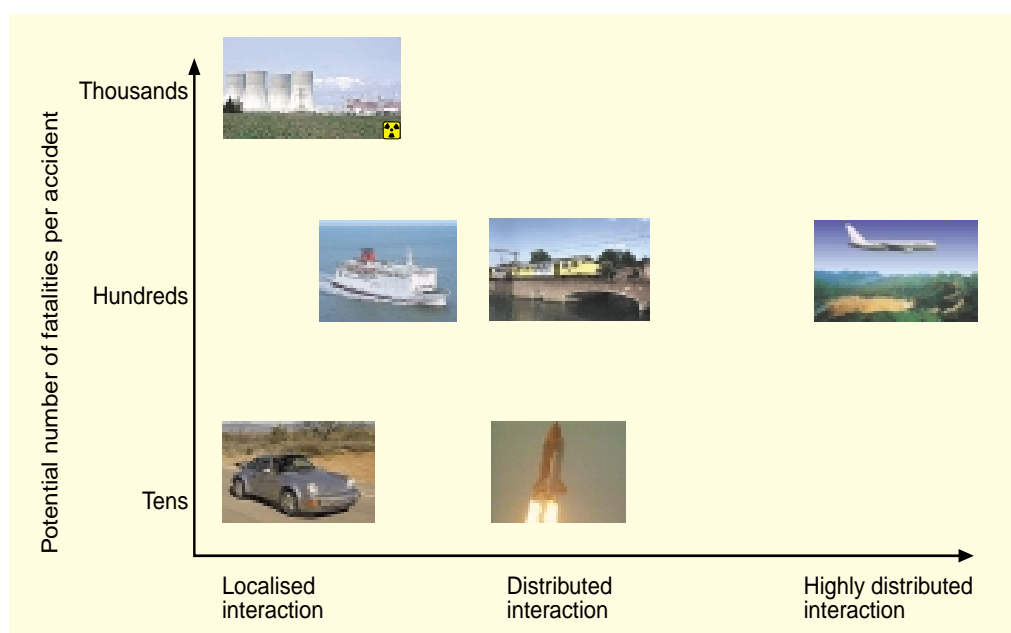 Potential number of fatalities per accident
Thousands
Hundreds
Tens
Localised
interaction
Distributed
interaction
Highly distributed
interaction